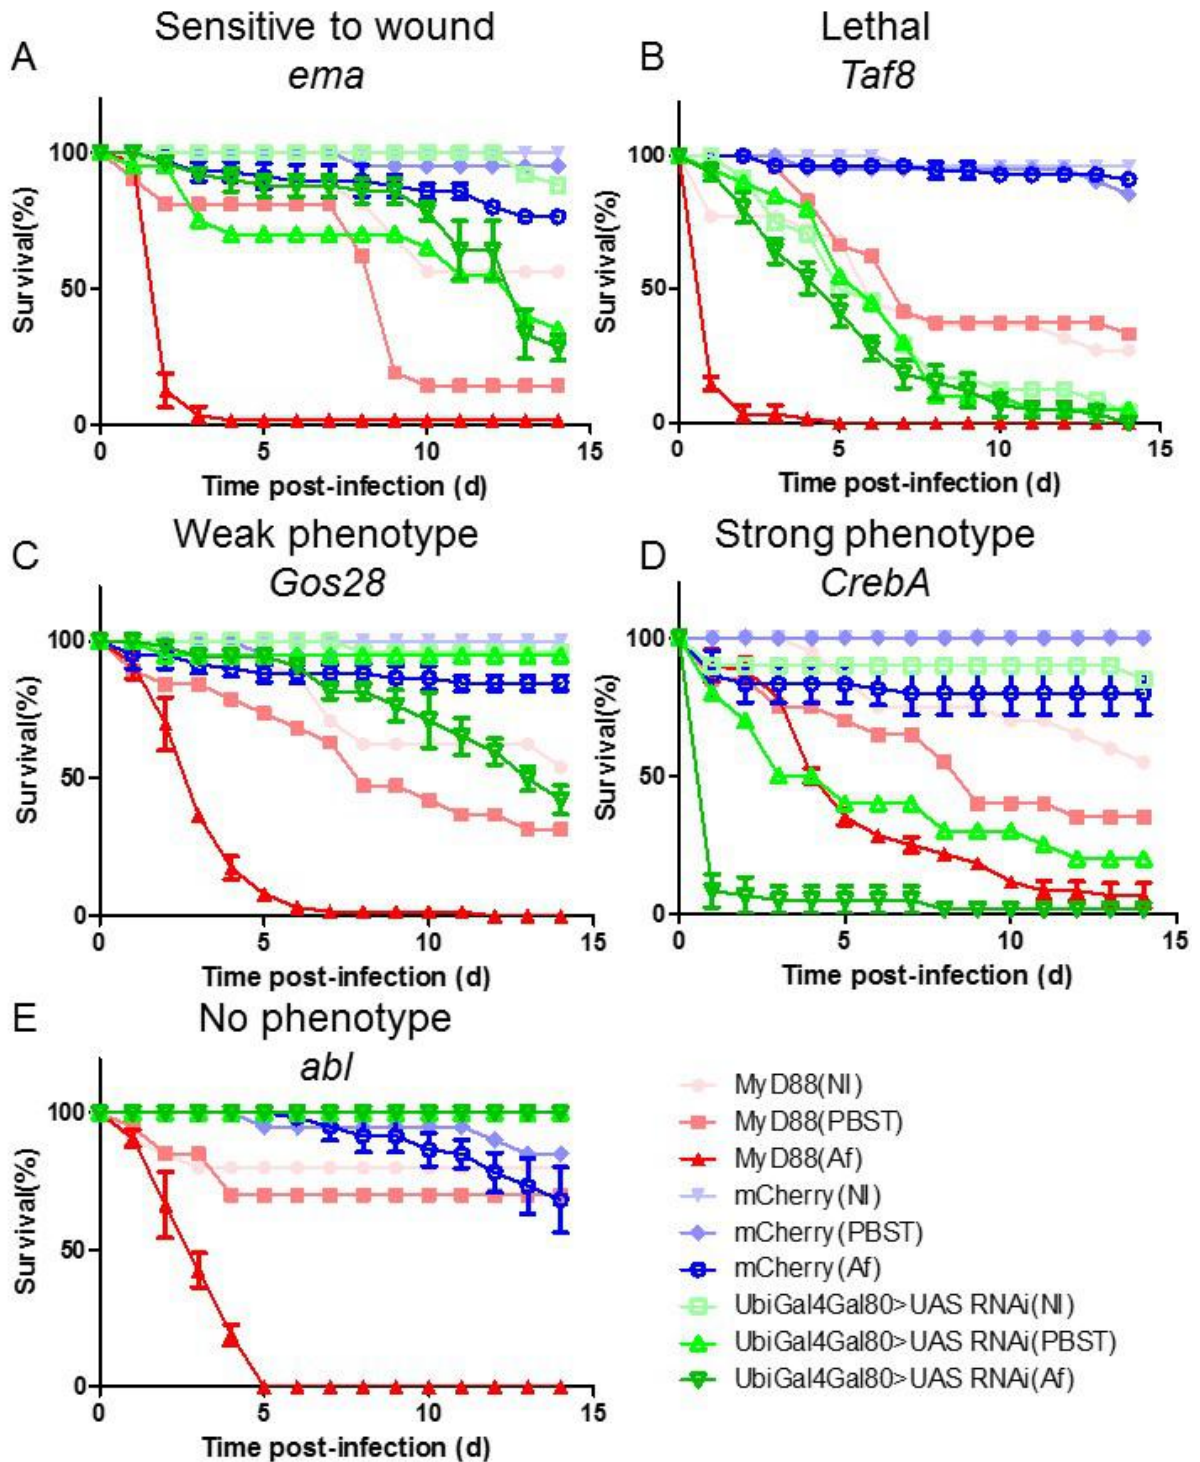 A
Sensitive to wound
ema
Survival(%)
100
50
0
0 5 10 15
Time post-infection (d)
B
Lethal
Taf8
Survival(%)
100
50
0
0 5 10 15
Time post-infection (d)
C
Weak phenotype
Gos28
Survival(%)
100
50
0
0 5 10 15
Time post-infection (d)
D
Strong phenotype
CrebA
Survival(%)
100
50
0
0 5 10 15
Time post-infection (d)
E
No phenotype
abl
Survival(%)
100
50
0
0 5 10 15
Time post-infection (d)
MyD88(NI)
MyD88(PBST)
MyD88(Af)
mCherry(NI)
mCherry(PBST)
mCherry(Af)
UbiGal4Gal80>UAS RNAi(NI)
UbiGal4Gal80>UAS RNAi(PBST)
UbiGal4Gal80>UAS RNAi(Af)